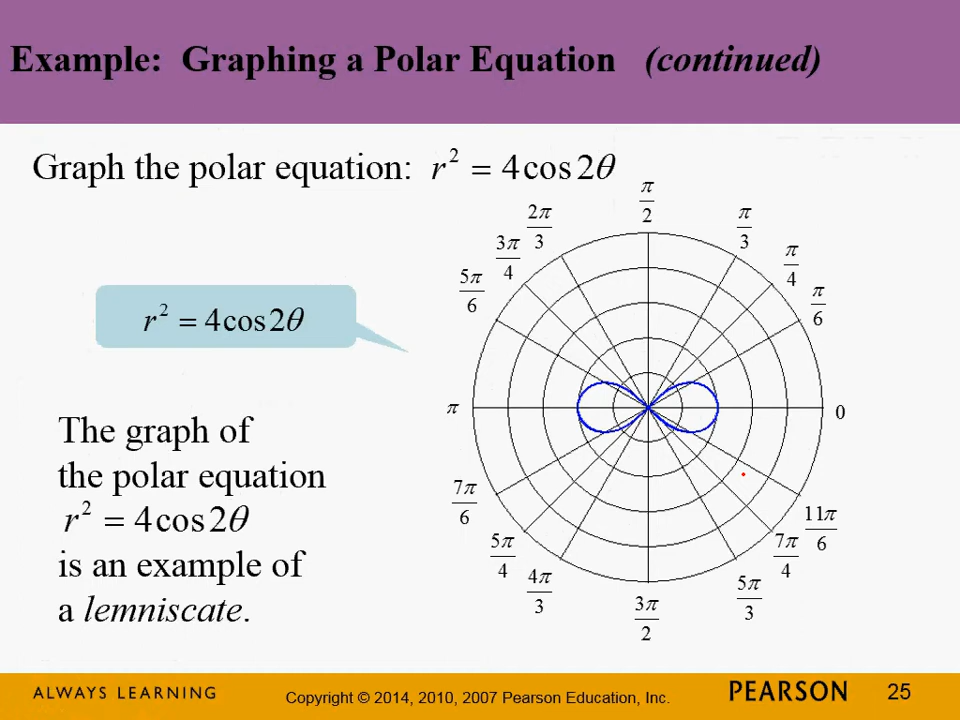 Example: Graphing a Polar Equation (continued)
Graph the polar equation: r² = 4cos2θ
r² = 4cos2θ
The graph of
the polar equation
r² = 4cos2θ
is an example of
a lemniscate.
π/2
2π/3
π/3
3π/4
π/4
5π/6
π/6
π
0
7π/6
11π/6
5π/4
7π/4
4π/3
5π/3
3π/2
ALWAYS LEARNING
Copyright © 2014, 2010, 2007 Pearson Education, Inc.
PEARSON
25